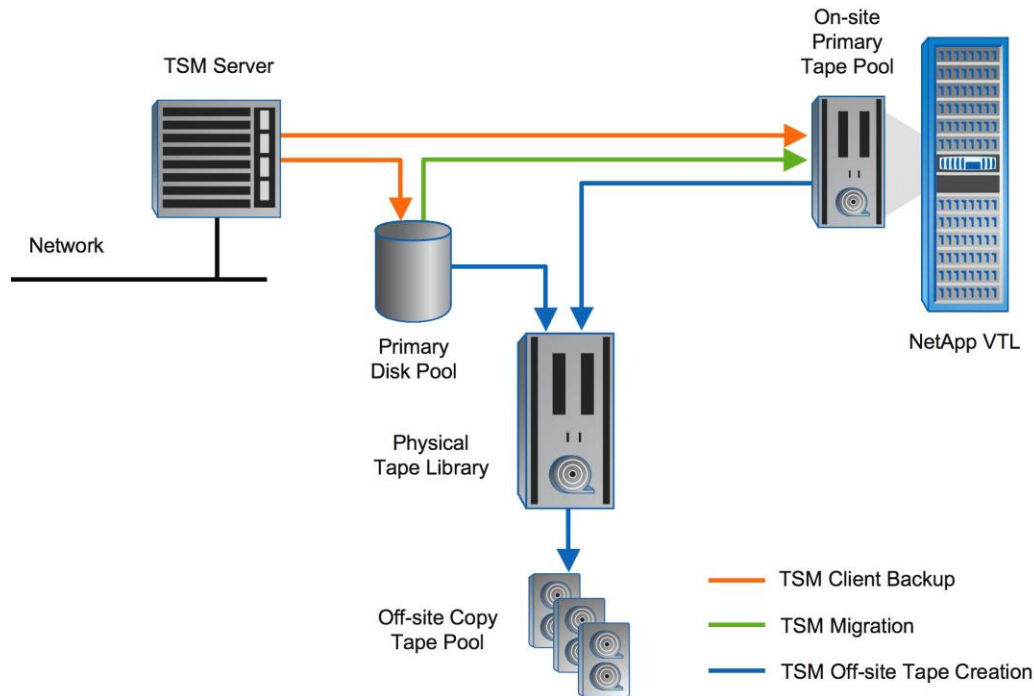 On-site
Primary
Tape Pool
TSM Server
Network
Primary
Disk Pool
NetApp VTL
Physical
Tape Library
Off-site Copy
Tape Pool
TSM Client Backup
TSM Migration
TSM Off-site Tape Creation